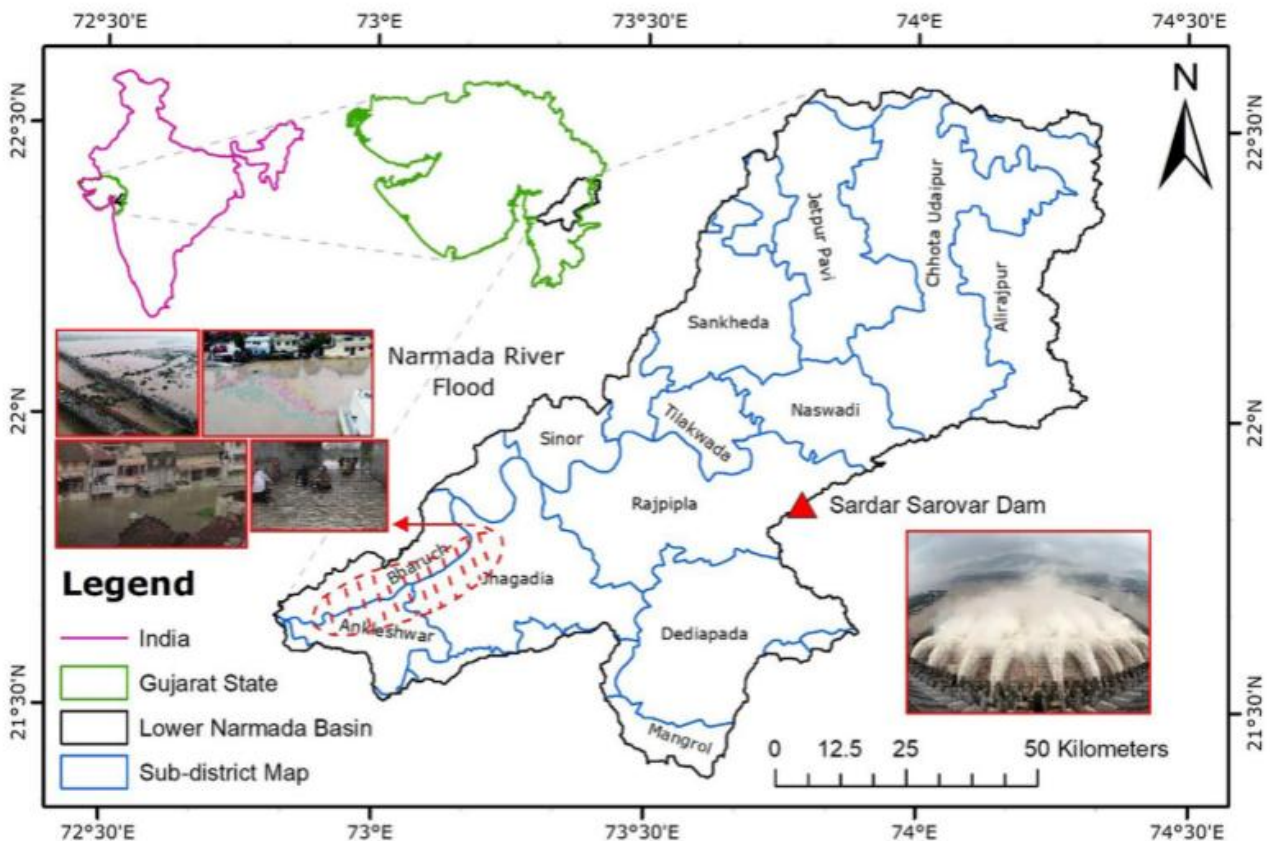 72°30'E 73°E 73°30'E 74°E 74°30'E
22°30'N
22°30'N
N
Jetpur Pavi
Chhota Udaipur
Alirajpur
Sankheda
Narmada River
Flood
22°N
22°N
Sinor
Tilakwada
Naswadi
Rajpipla
Sardar Sarovar Dam
Bharuch
Jhagadia
Ankleshwar
Dediapada
Mangrol
Legend
India
Gujarat State
Lower Narmada Basin
Sub-district Map
21°30'N
21°30'N
0 12.5 25 50 Kilometers
72°30'E 73°E 73°30'E 74°E 74°30'E